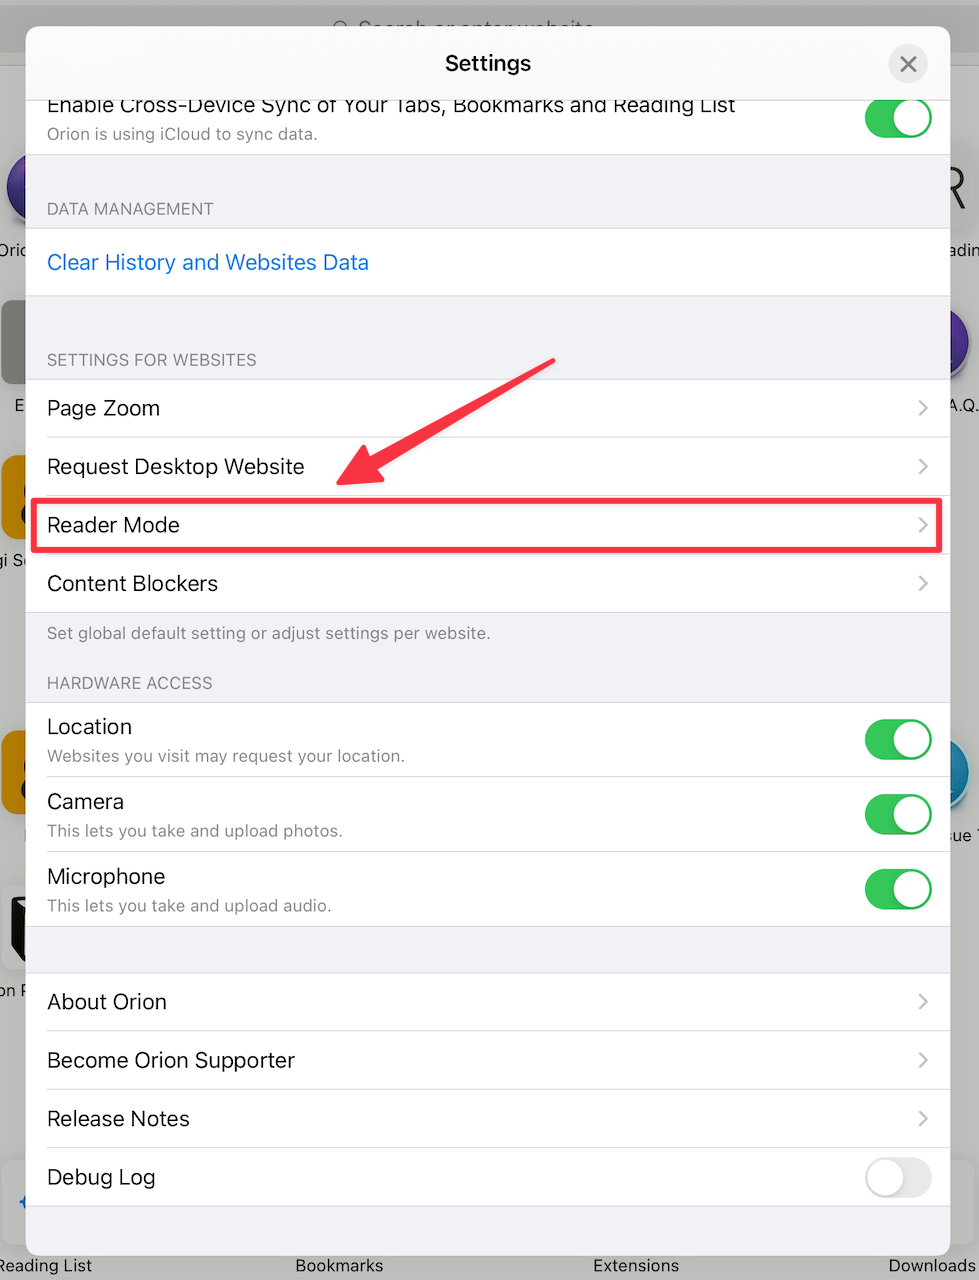 Search or enter website
Settings
Enable Cross-Device Sync of Your Tabs, Bookmarks and Reading List
Orion is using iCloud to sync data.
DATA MANAGEMENT
Clear History and Websites Data
SETTINGS FOR WEBSITES
Page Zoom
Request Desktop Website
Reader Mode
Content Blockers
Set global default setting or adjust settings per website.
HARDWARE ACCESS
Location
Websites you visit may request your location.
Camera
This lets you take and upload photos.
Microphone
This lets you take and upload audio.
About Orion
Become Orion Supporter
Release Notes
Debug Log
Reading List
Bookmarks
Extensions
Downloads